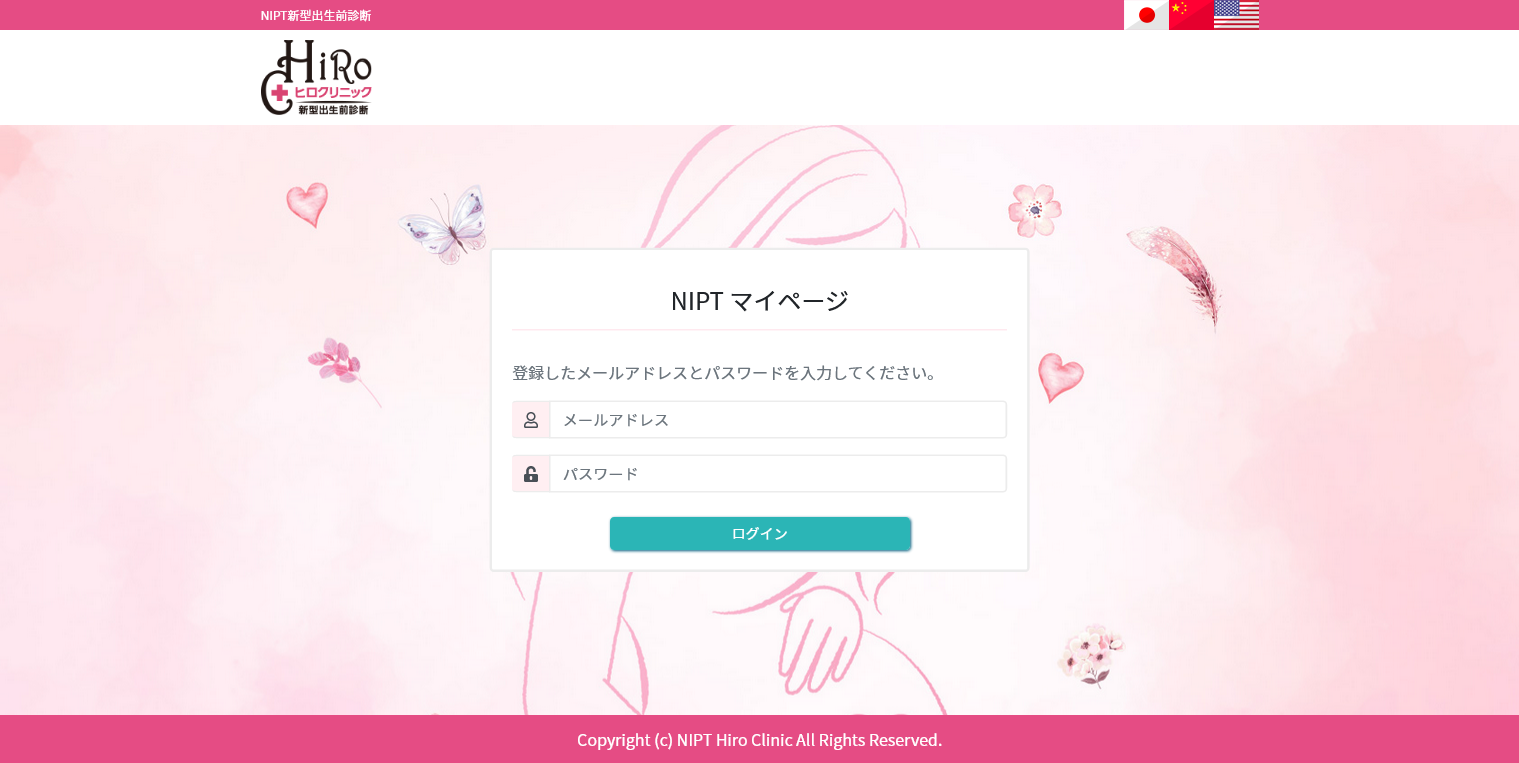 NIPT新型出生前診断
HiRo
ヒロクリニック
新型出生前診断
NIPT マイページ
登録したメールアドレスとパスワードを入力してください。
メールアドレス
パスワード
ログイン
Copyright (c) NIPT Hiro Clinic All Rights Reserved.